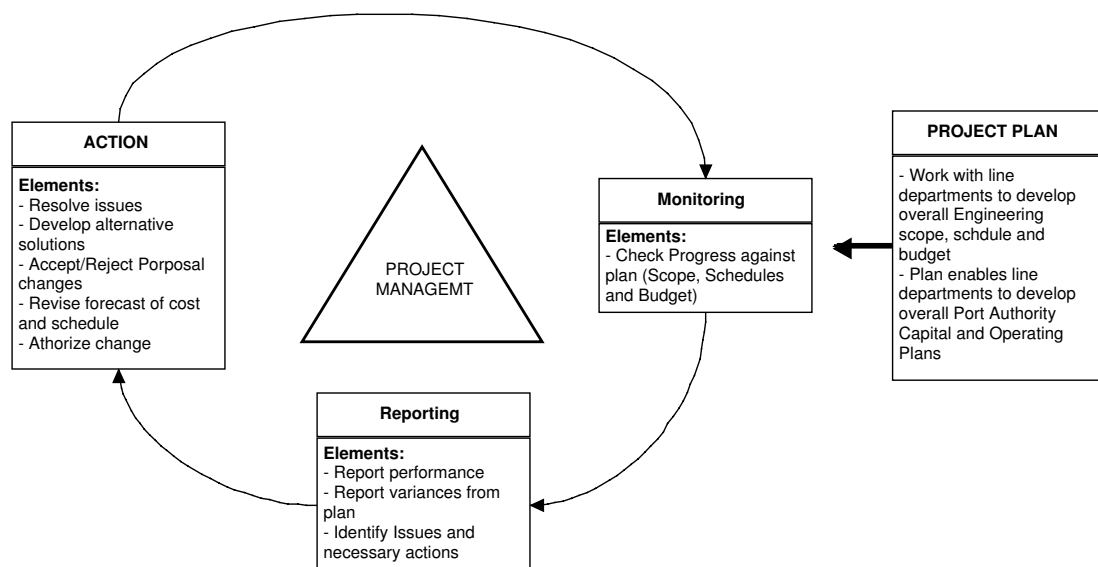 ACTION
Elements:
- Resolve issues
- Develop alternative
solutions
- Accept/Reject Porposal
changes
- Revise forecast of cost
and schedule
- Athorize change
PROJECT
MANAGEMT
Monitoring
Elements:
- Check Progress against
plan (Scope, Schedules
and Budget)
PROJECT PLAN
- Work with line
departments to develop
overall Engineering
scope, schdule and
budget
- Plan enables line
departments to develop
overall Port Authority
Capital and Operating
Plans
Reporting
Elements:
- Report performance
- Report variances from
plan
- Identify Issues and
necessary actions